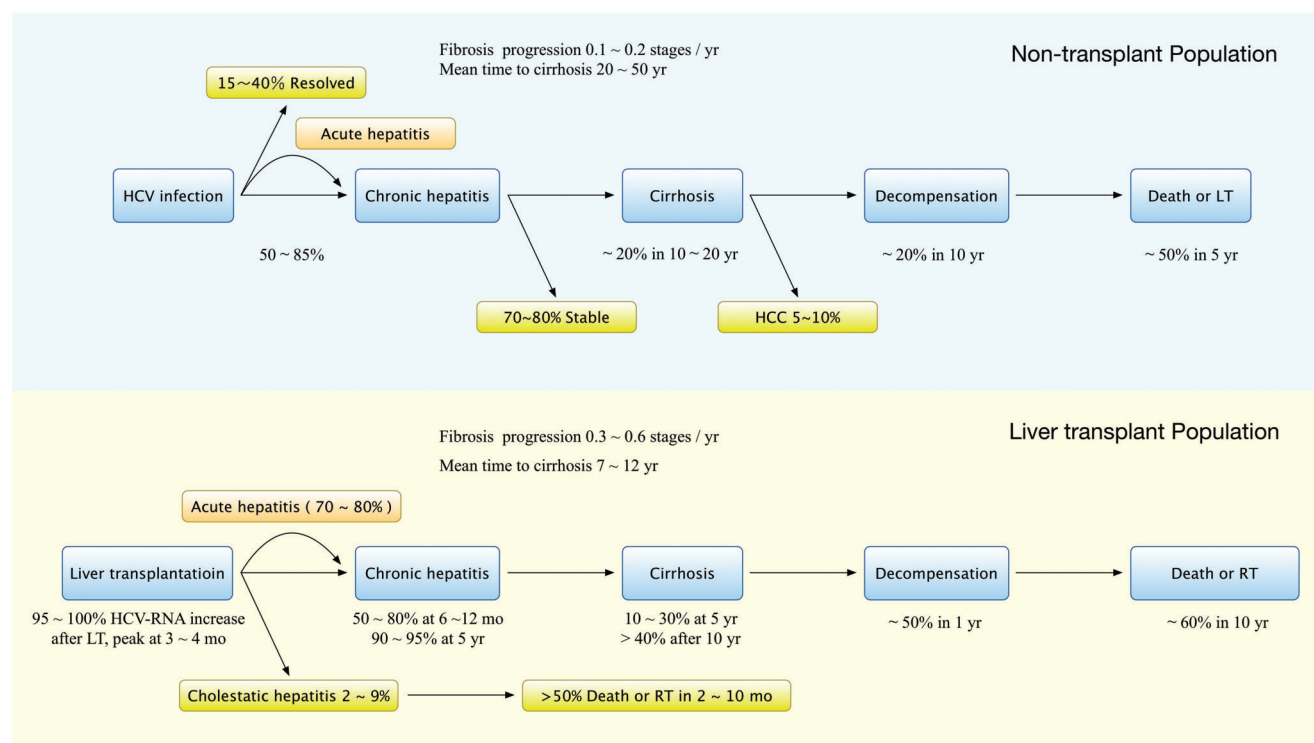 Fibrosis progression 0.1 ~ 0.2 stages / yr
Mean time to cirrhosis 20 ~ 50 yr
Non-transplant Population
15~40% Resolved
Acute hepatitis
HCV infection
Chronic hepatitis
Cirrhosis
Decompensation
Death or LT
50 ~ 85%
~ 20% in 10 ~ 20 yr
~ 20% in 10 yr
~ 50% in 5 yr
70~80% Stable
HCC 5~10%
Fibrosis progression 0.3 ~ 0.6 stages / yr
Mean time to cirrhosis 7 ~ 12 yr
Liver transplant Population
Acute hepatitis ( 70 ~ 80% )
Liver transplantatioin
Chronic hepatitis
Cirrhosis
Decompensation
Death or RT
95 ~ 100% HCV-RNA increase
after LT, peak at 3 ~ 4 mo
50 ~ 80% at 6 ~12 mo
90 ~ 95% at 5 yr
10 ~ 30% at 5 yr
> 40% after 10 yr
~ 50% in 1 yr
~ 60% in 10 yr
Cholestatic hepatitis 2 ~ 9%
>50% Death or RT in 2 ~ 10 mo